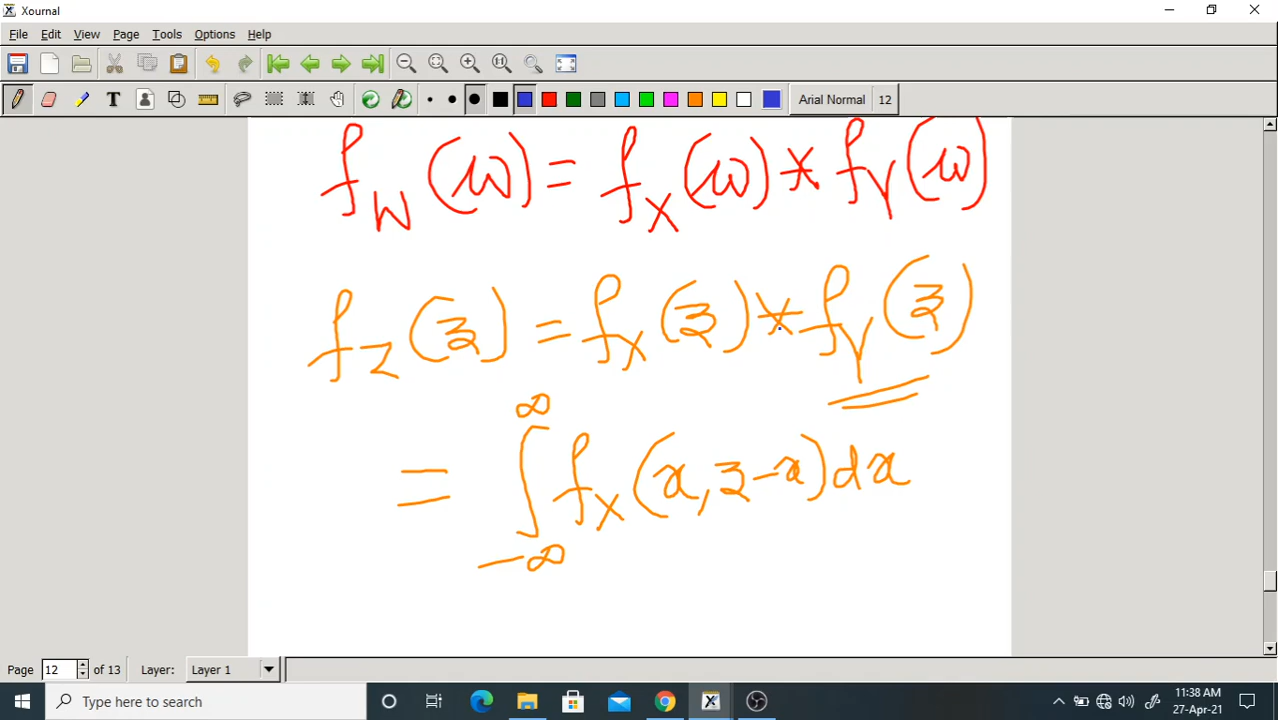 Xournal
File Edit View Page Tools Options Help
Arial Normal 12
f_W(w) = f_X(w) * f_Y(w)
f_Z(z) = f_X(z) * f_Y(z)
= ∫_{-∞}^{∞} f_X(x, z-x) dx
Page 12 of 13 Layer: Layer 1
Type here to search
11:38 AM
27-Apr-21